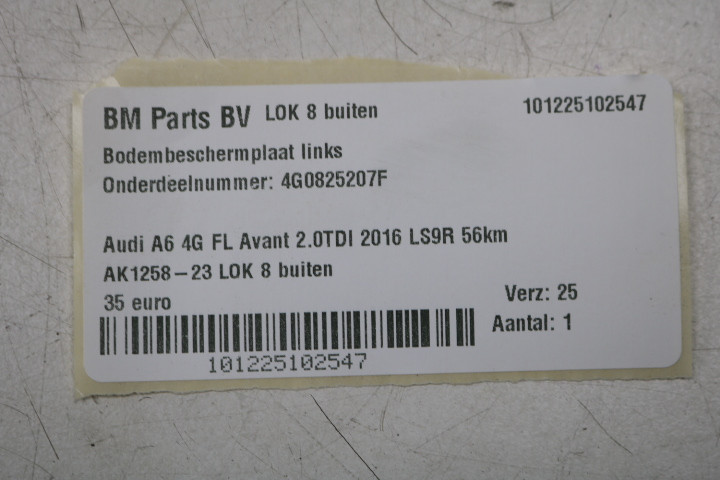 BM Parts BV LOK 8 buiten 101225102547
Bodembeschermplaat links
Onderdeelnummer: 4G0825207F
Audi A6 4G FL Avant 2.0TDI 2016 LS9R 56km
AK1258-23 LOK 8 buiten
35 euro Verz: 25
Aantal: 1
101225102547